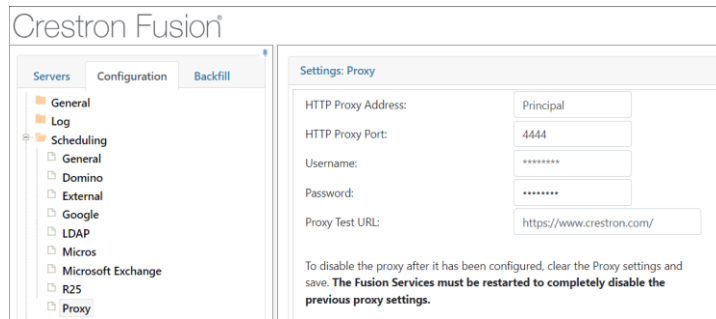 Crestron Fusion®
Servers Configuration Backfill
General
Log
Scheduling
General
Domino
External
Google
LDAP
Micros
Microsoft Exchange
R25
Proxy
Settings: Proxy
HTTP Proxy Address: Principal
HTTP Proxy Port: 4444
Username: ********
Password: ••••••••
Proxy Test URL: https://www.crestron.com/
To disable the proxy after it has been configured, clear the Proxy settings and
save. The Fusion Services must be restarted to completely disable the
previous proxy settings.